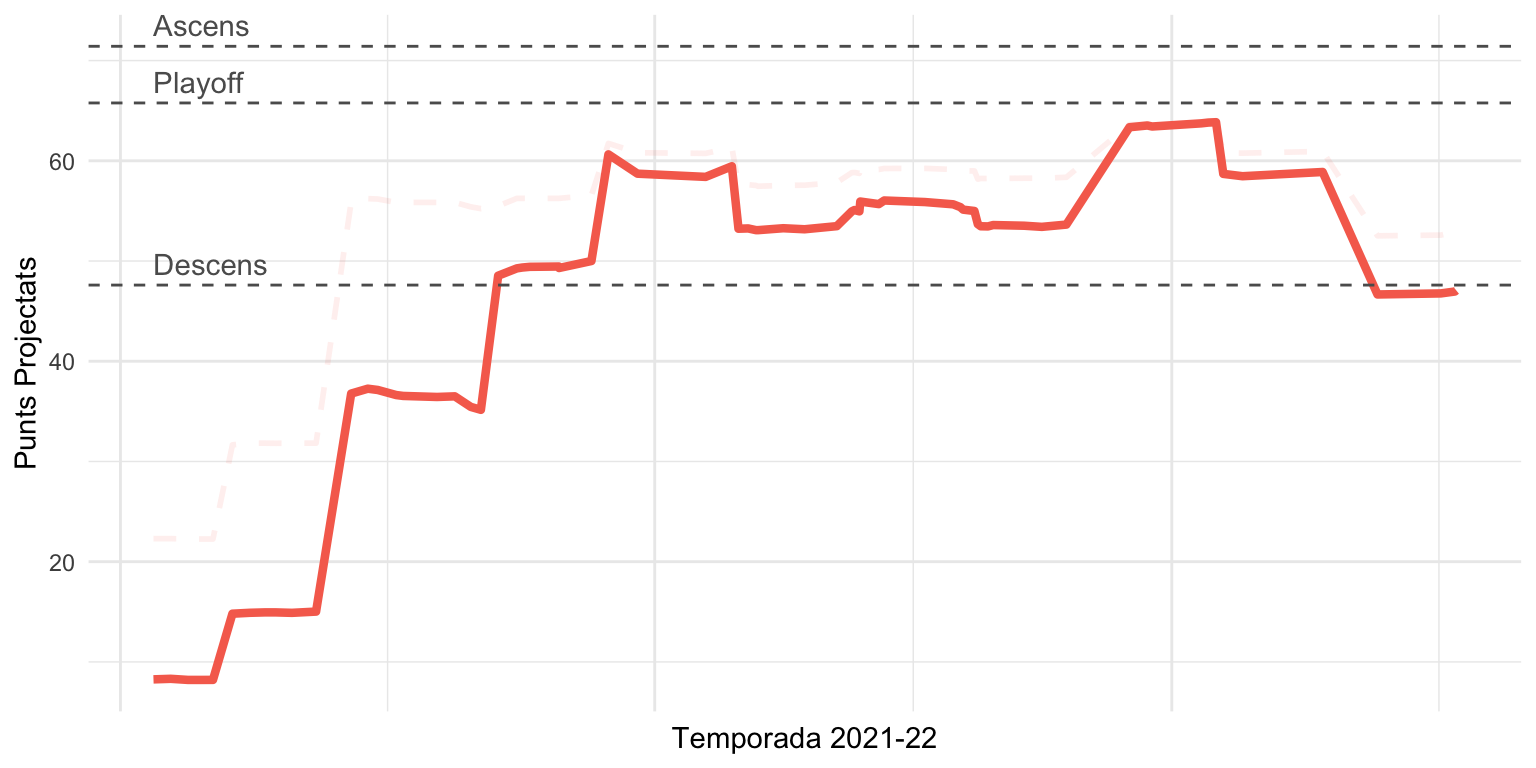 Ascens
Playoff
60
Descens
40
20
Punts Projectats
Temporada 2021-22